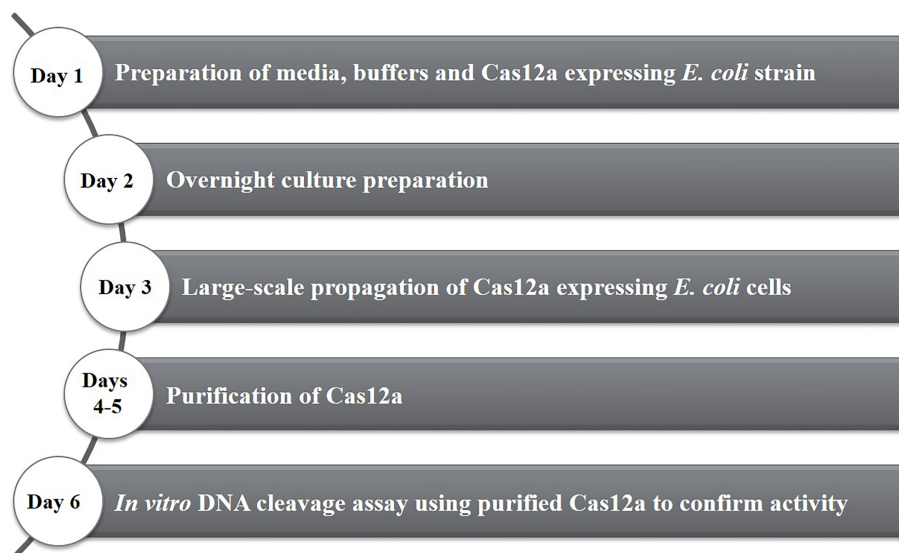 Day 1
Preparation of media, buffers and Cas12a expressing E. coli strain
Day 2
Overnight culture preparation
Day 3
Large-scale propagation of Cas12a expressing E. coli cells
Days
4-5
Purification of Cas12a
Day 6
In vitro DNA cleavage assay using purified Cas12a to confirm activity